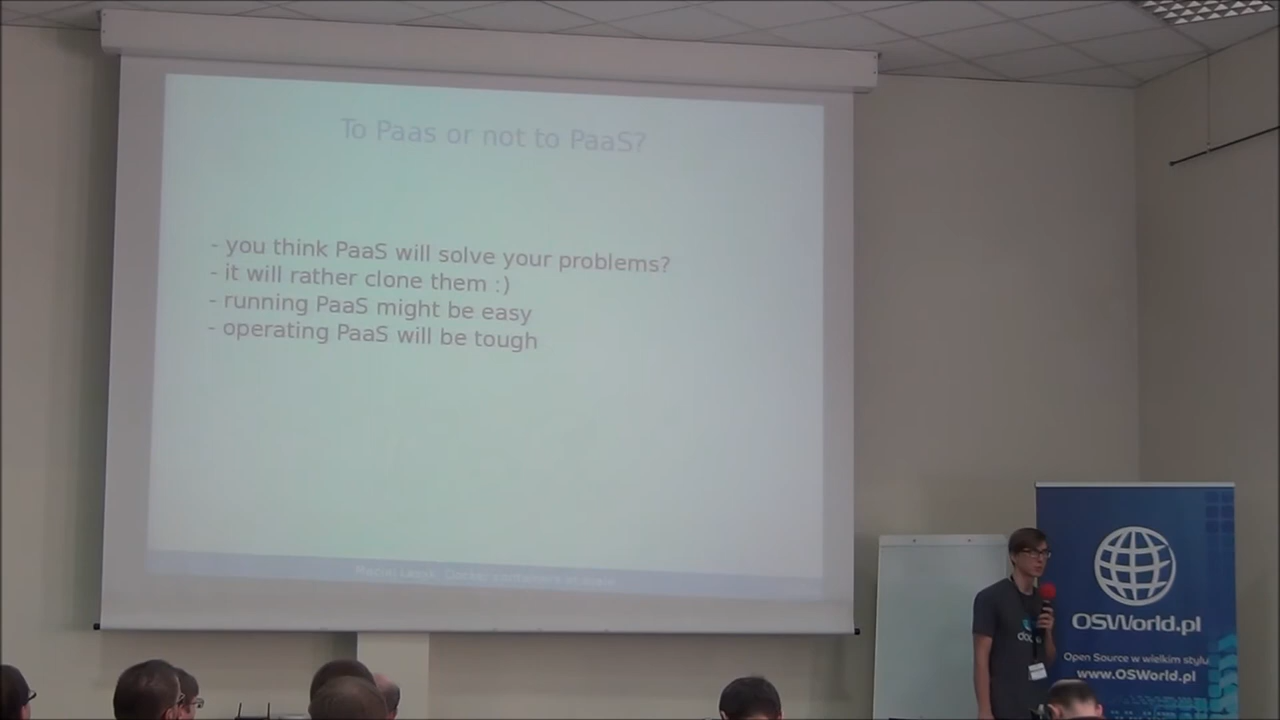 To Paas or not to PaaS?
- you think PaaS will solve your problems?
- it will rather clone them :)
- running PaaS might be easy
- operating PaaS will be tough
OSWorld.pl
Open Source w wielkim stylu
www.OSWorld.pl